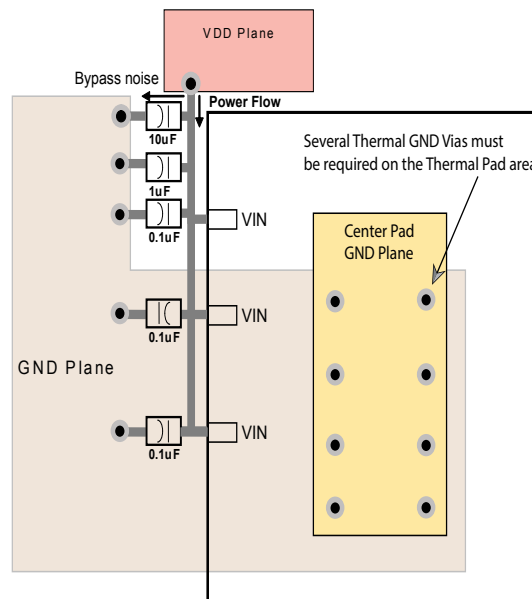 VDD Plane
Bypass noise
Power Flow
10uF
Several Thermal GND Vias must
be required on the Thermal Pad area
1uF
0.1uF
VIN
Center Pad
GND Plane
VIN
0.1uF
GND Plane
VIN
0.1uF